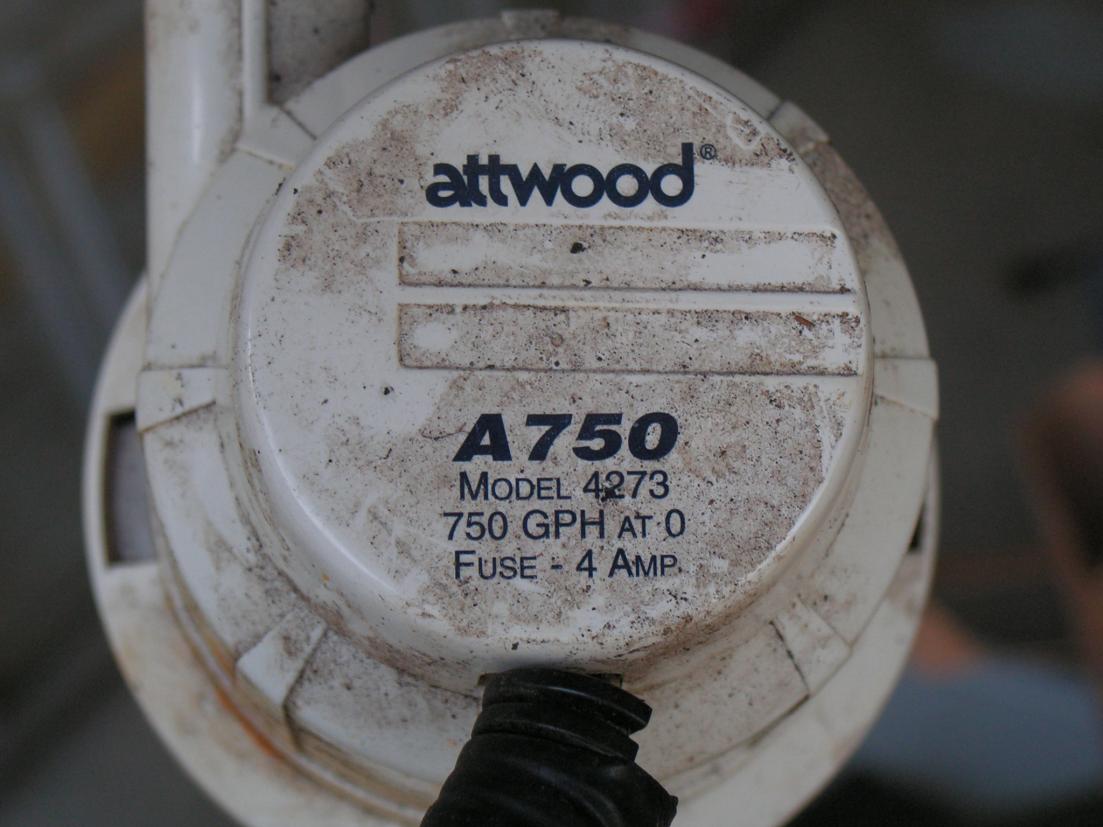 attwood®
A750
MODEL 4273
750 GPH AT 0
FUSE - 4 AMP